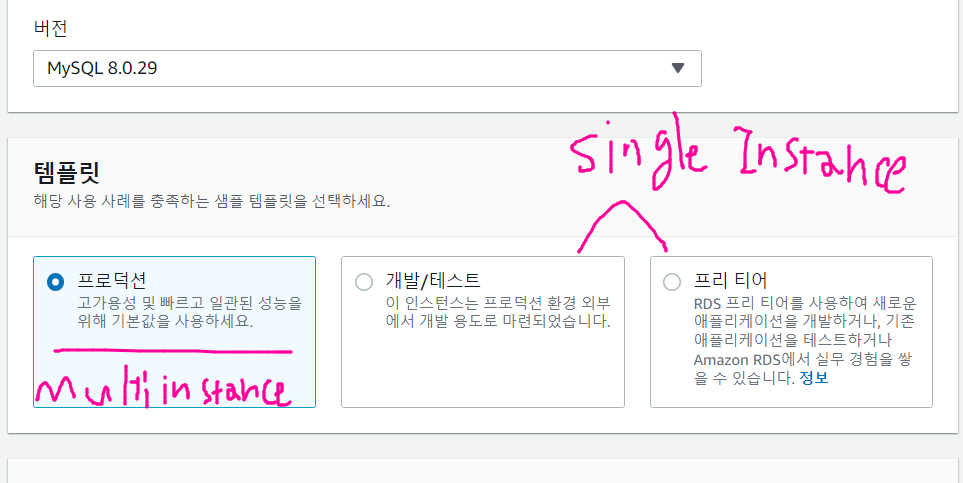 버전
MySQL 8.0.29
Single Instance
템플릿
해당 사용 사례를 충족하는 샘플 템플릿을 선택하세요.
프로덕션
고가용성 및 빠르고 일관된 성능을
위해 기본값을 사용하세요.
Multi instance
개발/테스트
이 인스턴스는 프로덕션 환경 외부
에서 개발 용도로 마련되었습니다.
프리 티어
RDS 프리 티어를 사용하여 새로운
애플리케이션을 개발하거나, 기존
애플리케이션을 테스트하거나
Amazon RDS에서 실무 경험을 쌓
을 수 있습니다. 정보